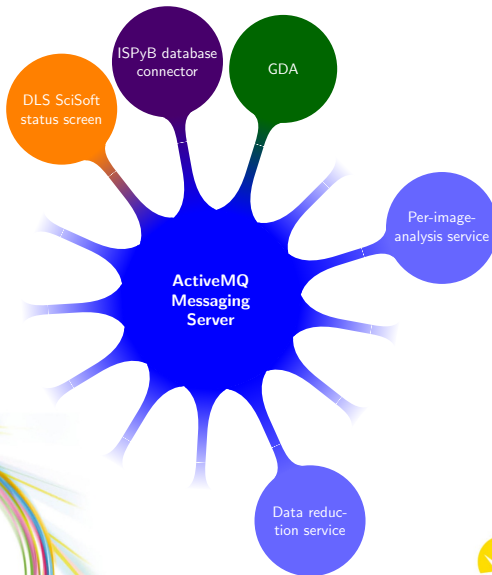 ISPyB database
connector
GDA
DLS SciSoft
status screen
Per-image-
analysis service
ActiveMQ
Messaging
Server
Data reduc-
tion service